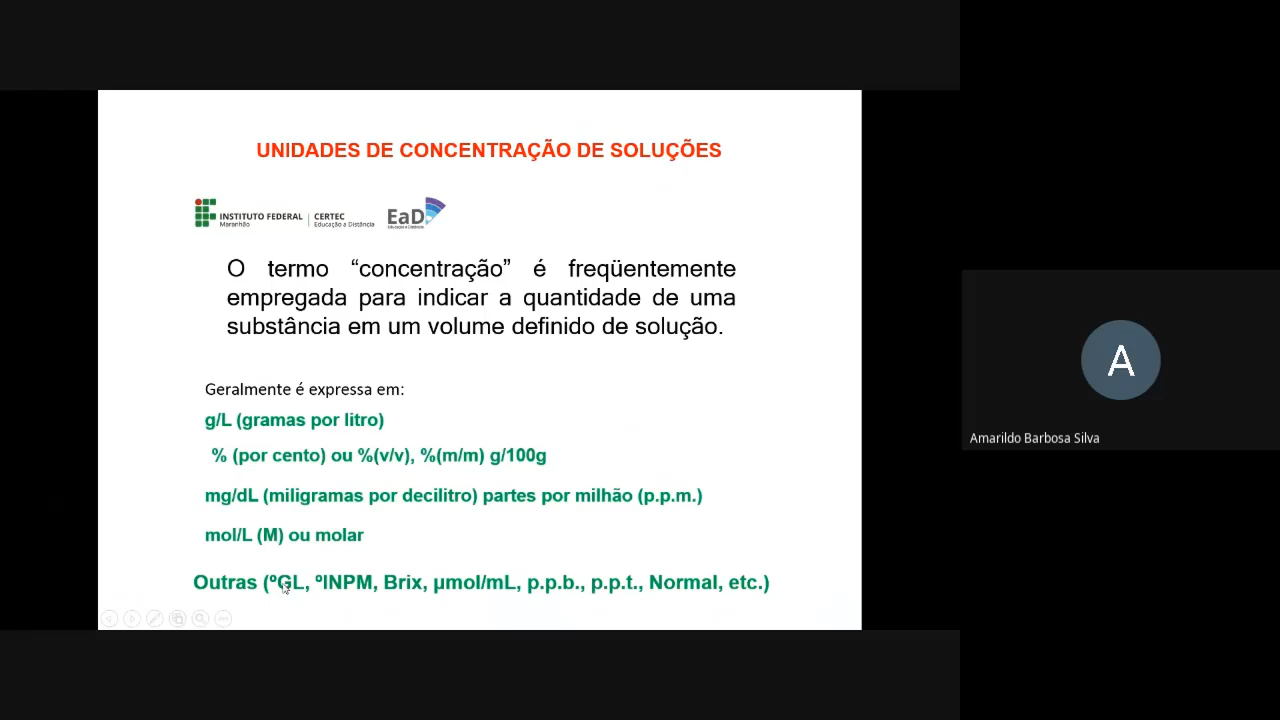 UNIDADES DE CONCENTRAÇÃO DE SOLUÇÕES
INSTITUTO FEDERAL
Maranhão
CERTEC
Educação a Distância
EaD
Educação a Distância
O termo “concentração” é freqüentemente
empregada para indicar a quantidade de uma
substância em um volume definido de solução.
Geralmente é expressa em:
g/L (gramas por litro)
% (por cento) ou %(v/v), %(m/m) g/100g
mg/dL (miligramas por decilitro) partes por milhão (p.p.m.)
mol/L (M) ou molar
Outras (ºGL, ºINPM, Brix, µmol/mL, p.p.b., p.p.t., Normal, etc.)
A
Amarildo Barbosa Silva